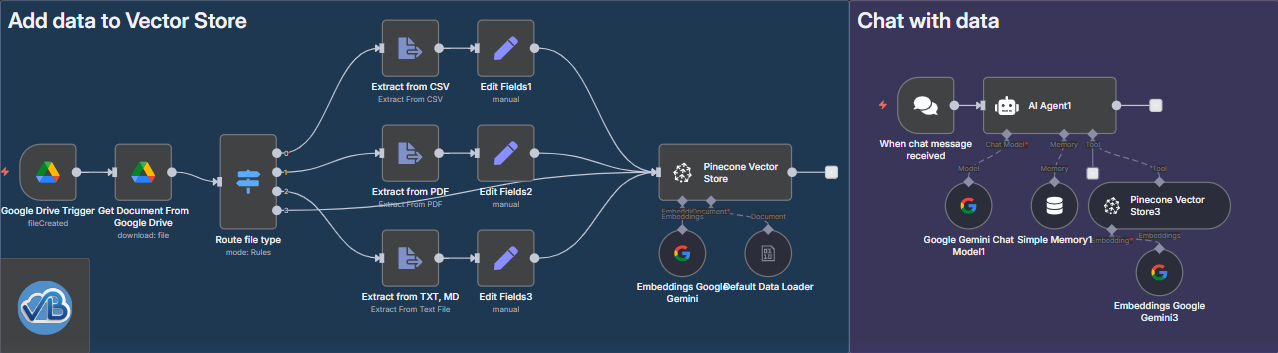 Add data to Vector Store
Chat with data
Extract from CSV
Extract From CSV
Edit Fields1
manual
Google Drive Trigger
fileCreated
Get Document From
Google Drive
download: file
Route file type
mode: Rules
0
1
2
3
Extract from PDF
Extract From PDF
Edit Fields2
manual
Extract from TXT, MD
Extract From Text File
Edit Fields3
manual
Pinecone Vector
Store
Embedding*
Document*
Embeddings
Document
Embeddings Google
Gemini
Default Data Loader
VB
When chat message
received
AI Agent1
Chat Model*
Memory
Tool
Model
Memory
Tool
Google Gemini Chat
Model1
Simple Memory1
Pinecone Vector
Store3
Embedding*
Embeddings
Embeddings Google
Gemini3